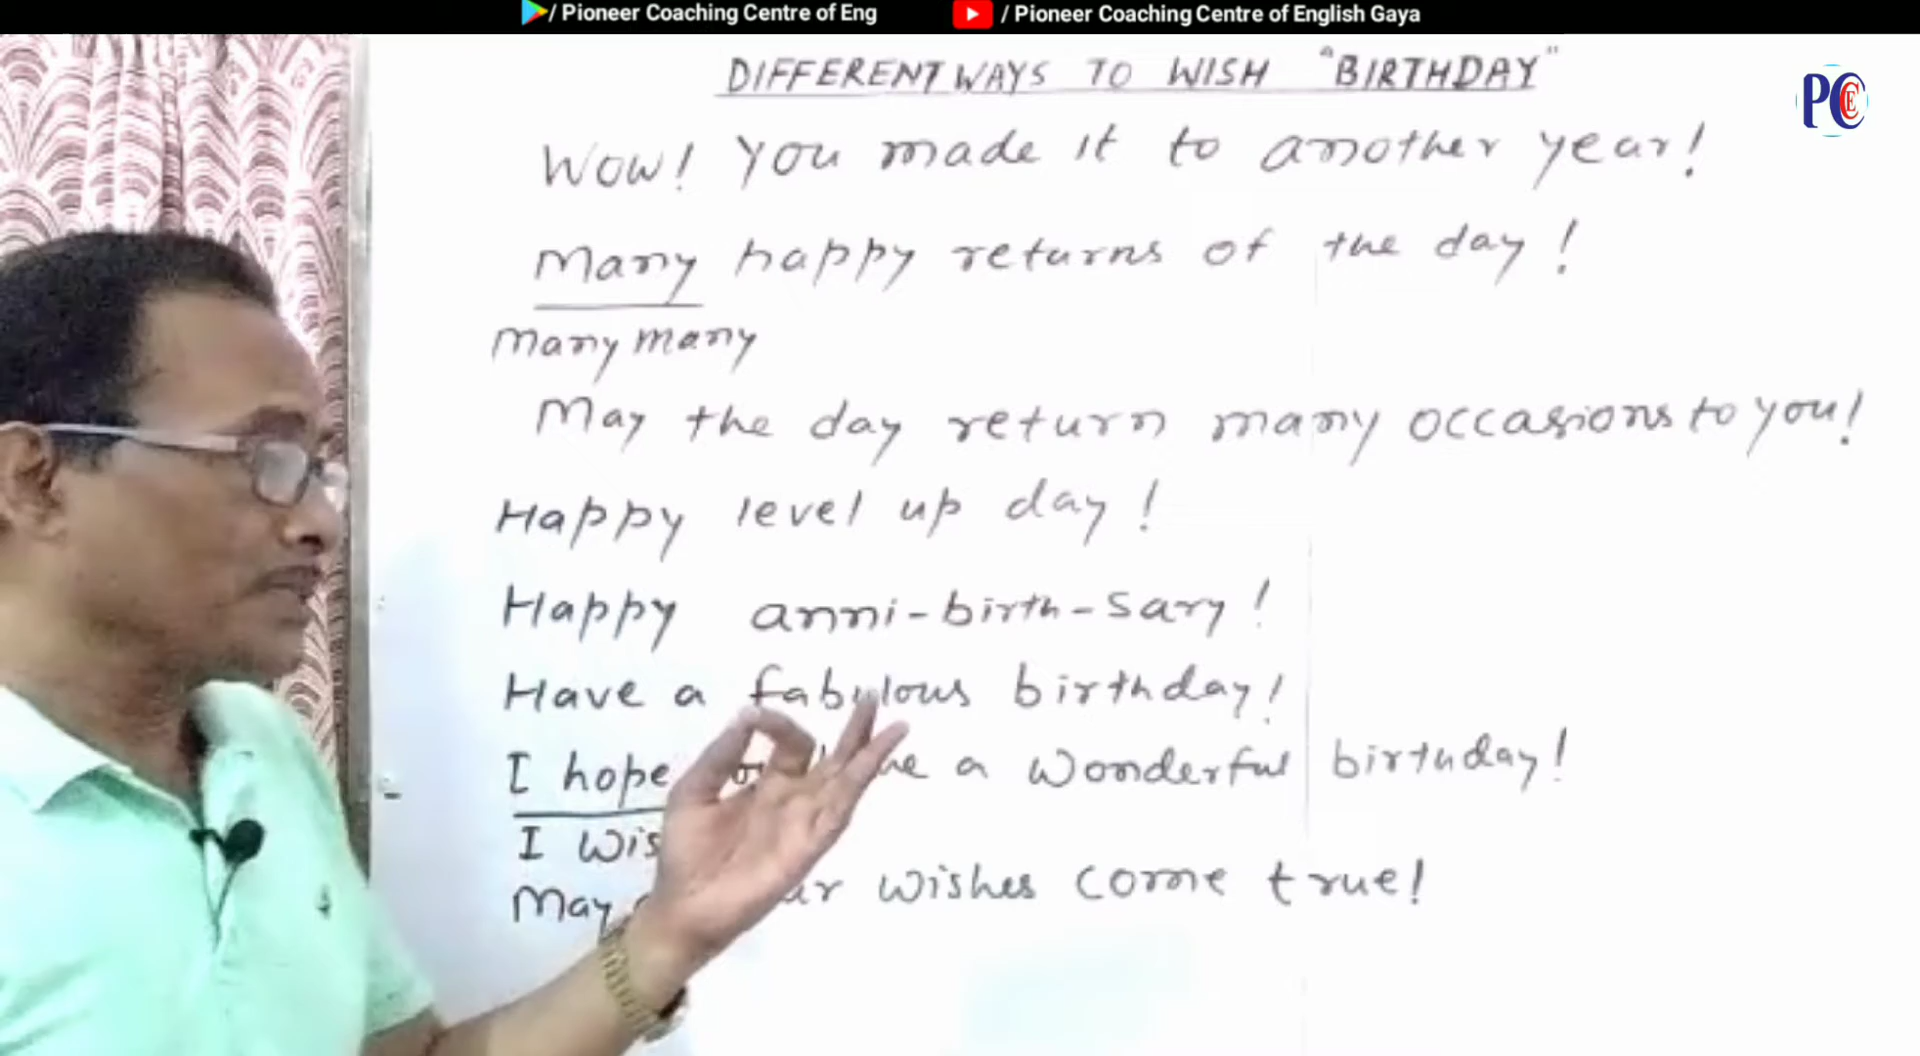 / Pioneer Coaching Centre of Eng
/ Pioneer Coaching Centre of English Gaya
DIFFERENT WAYS TO WISH "BIRTHDAY"
PCCE
Wow! You made it to another year!
Many happy returns of the day!
Many many
May the day return many occasions to you!
Happy level up day!
Happy anni-birth-sary!
Have a fabulous birthday!
I hope a wonderful birthday!
I
May wishes come true!